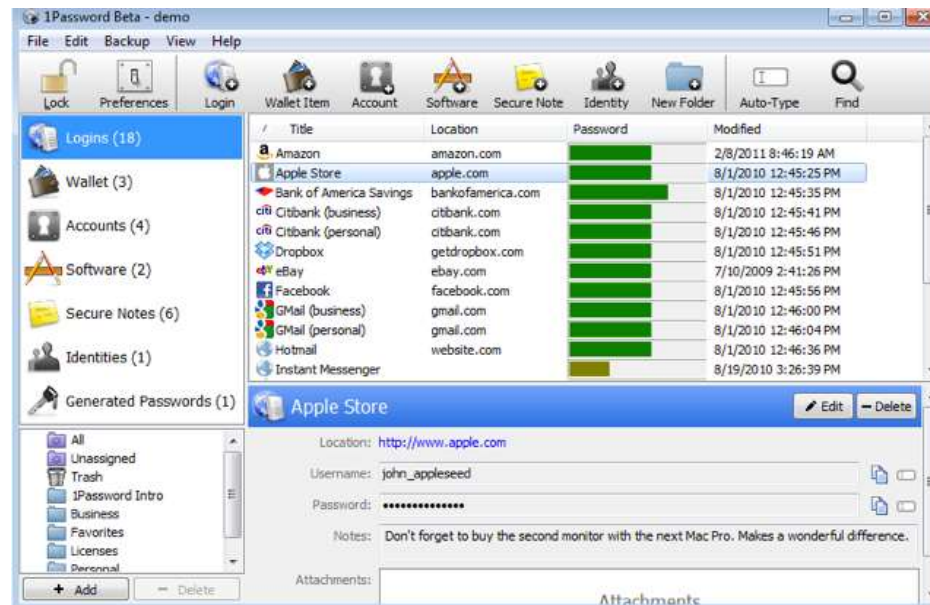 1Password Beta - demo
File Edit Backup View Help
Lock Preferences Login Wallet Item Account Software Secure Note Identity New Folder Auto-Type Find
Logins (18)
Wallet (3)
Accounts (4)
Software (2)
Secure Notes (6)
Identities (1)
Generated Passwords (1)
All
Unassigned
Trash
1Password Intro
Business
Favorites
Licenses
Personal
Add Delete
Title Location Password Modified
Amazon amazon.com 2/8/2011 8:46:19 AM
Apple Store apple.com 8/1/2010 12:45:25 PM
Bank of America Savings bankofamerica.com 8/1/2010 12:45:35 PM
citi Citibank (business) citibank.com 8/1/2010 12:45:41 PM
citi Citibank (personal) citibank.com 8/1/2010 12:45:46 PM
Dropbox getdropbox.com 8/1/2010 12:45:51 PM
ebY eBay ebay.com 7/10/2009 2:41:26 PM
Facebook facebook.com 8/1/2010 12:45:56 PM
GMail (business) gmail.com 8/1/2010 12:46:00 PM
GMail (personal) gmail.com 8/1/2010 12:46:04 PM
Hotmail website.com 8/1/2010 12:46:36 PM
Instant Messenger 8/19/2010 3:26:39 PM
Apple Store Edit Delete
Location: http://www.apple.com
Username: john_appleseed
Password: ••••••••••••••
Notes: Don't forget to buy the second monitor with the next Mac Pro. Makes a wonderful difference.
Attachments:
Attachments